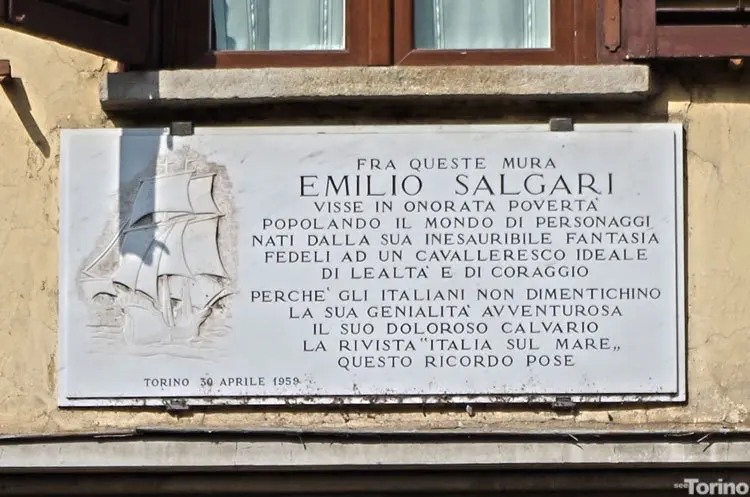 FRA QUESTE MURA
EMILIO SALGARI
VISSE IN ONORATA POVERTA'
POPOLANDO IL MONDO DI PERSONAGGI
NATI DALLA SUA INESAURIBILE FANTASIA
FEDELI AD UN CAVALLERESCO IDEALE
DI LEALTA' E DI CORAGGIO
PERCHE' GLI ITALIANI NON DIMENTICHINO
LA SUA GENIALITA' AVVENTUROSA
IL SUO DOLOROSO CALVARIO
LA RIVISTA "ITALIA SUL MARE„
QUESTO RICORDO POSE
TORINO 30 APRILE 1959
seeTorino